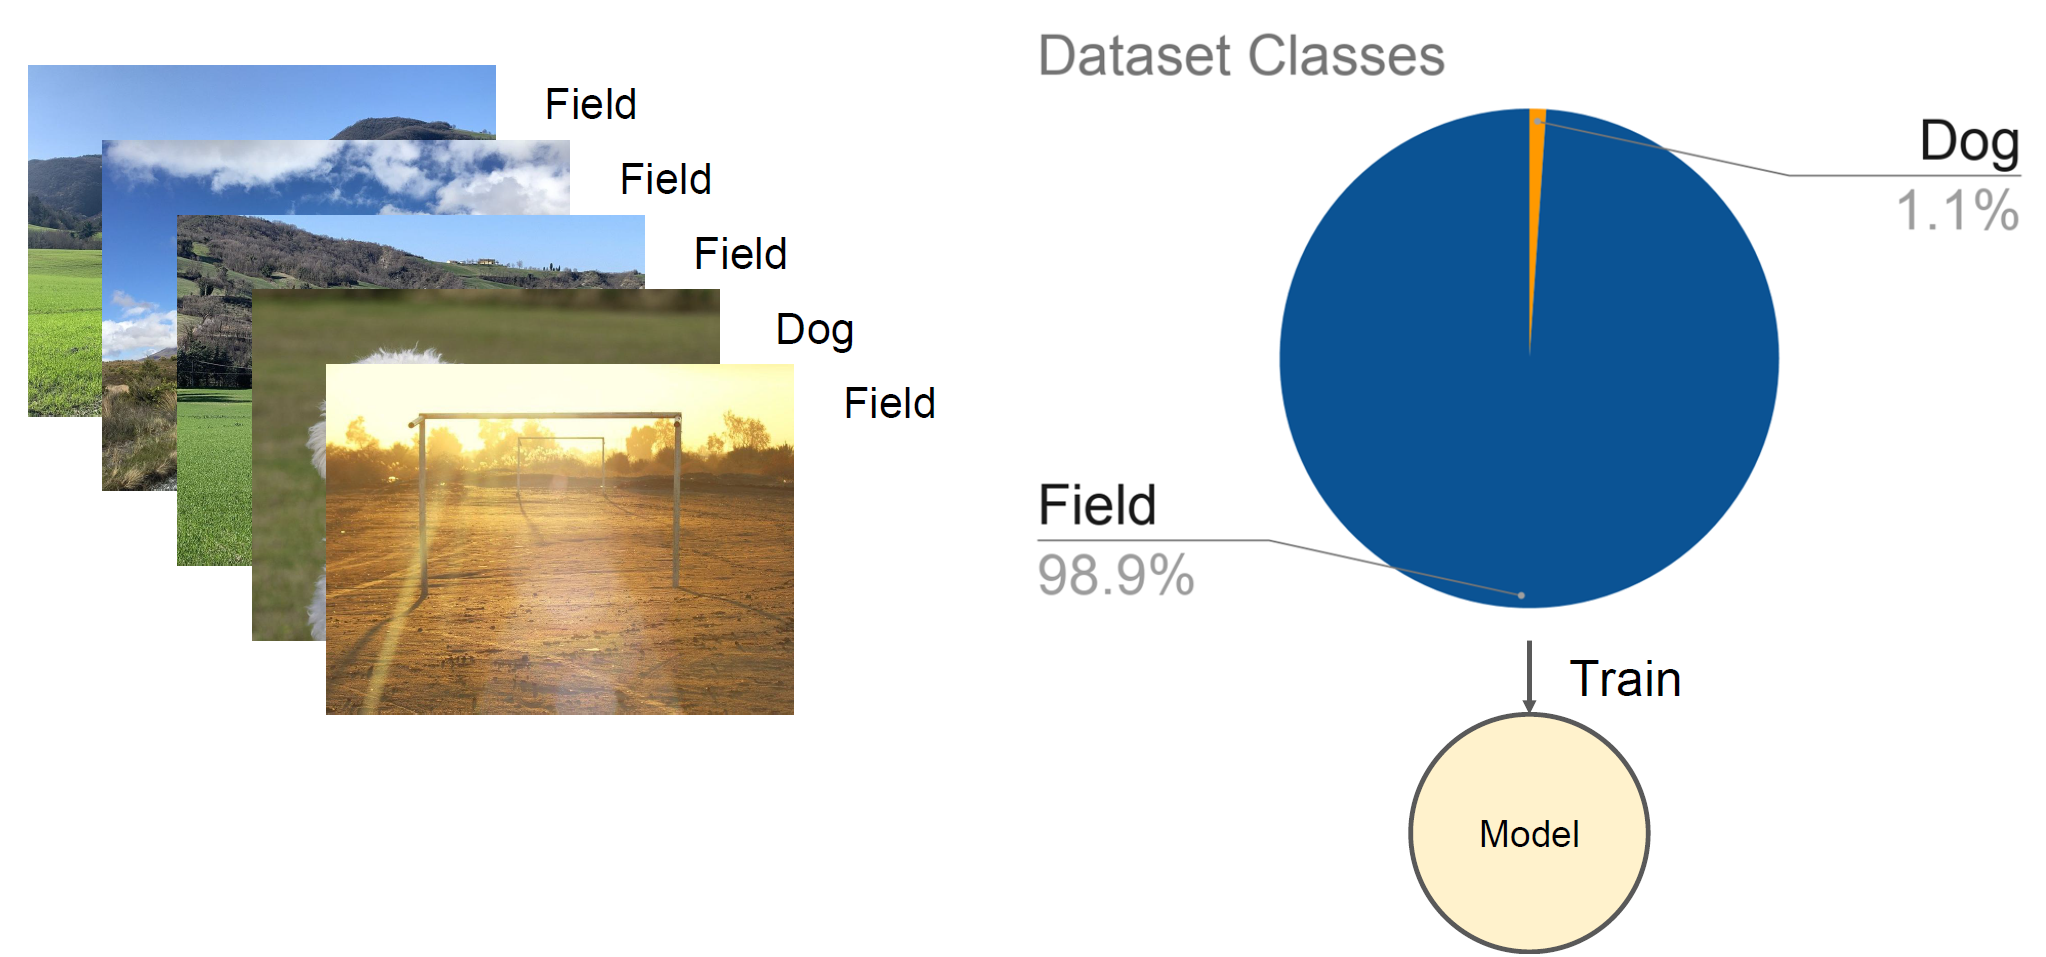 Field
Field
Field
Dog
Field
Dataset Classes
Dog
1.1%
Field
98.9%
Train
Model